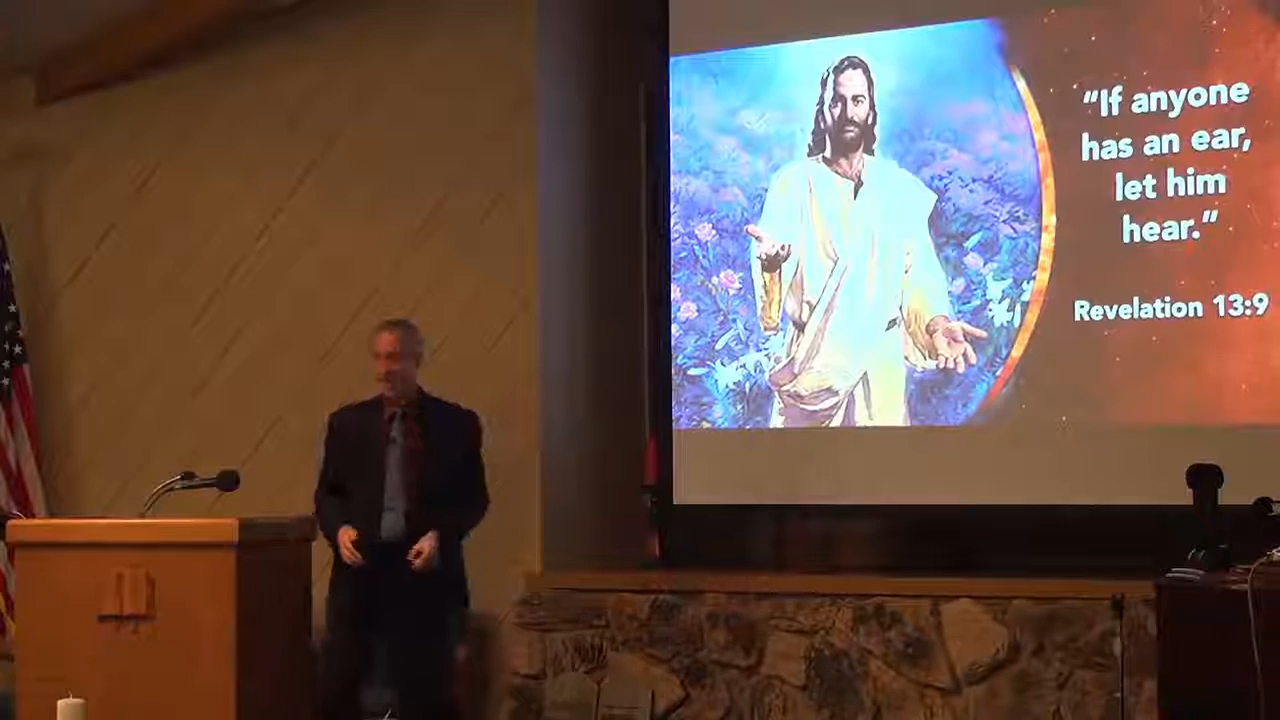 “If anyone
has an ear,
let him
hear.”
Revelation 13:9